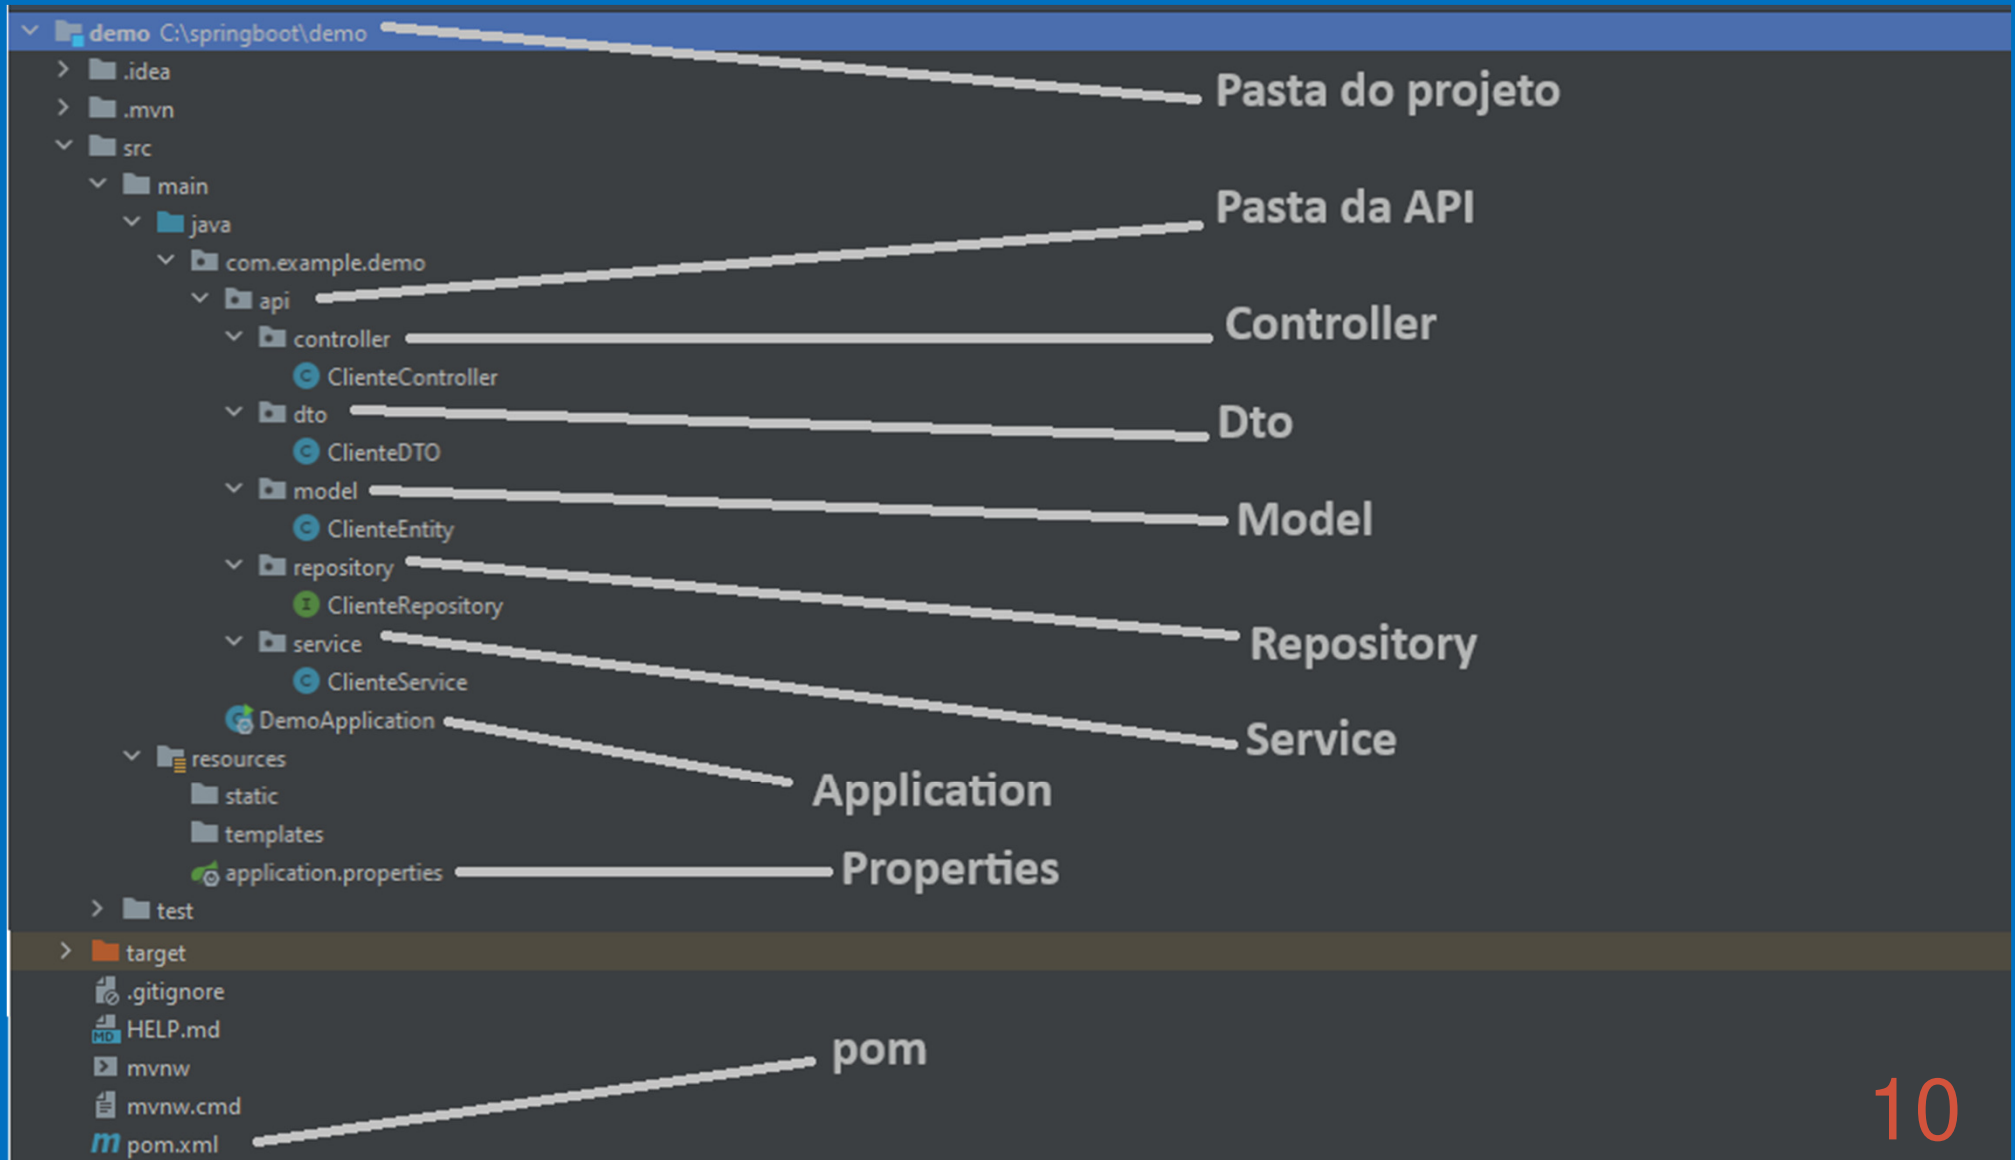 demo C:\springboot\demo
Pasta do projeto
.idea
.mvn
src
main
Pasta da API
java
com.example.demo
api
controller
Controller
ClienteController
dto
Dto
ClienteDTO
model
Model
ClienteEntity
repository
Repository
ClienteRepository
service
Service
ClienteService
DemoApplication
Application
resources
static
templates
application.properties
Properties
test
target
.gitignore
HELP.md
pom
mvnw
mvnw.cmd
pom.xml
10